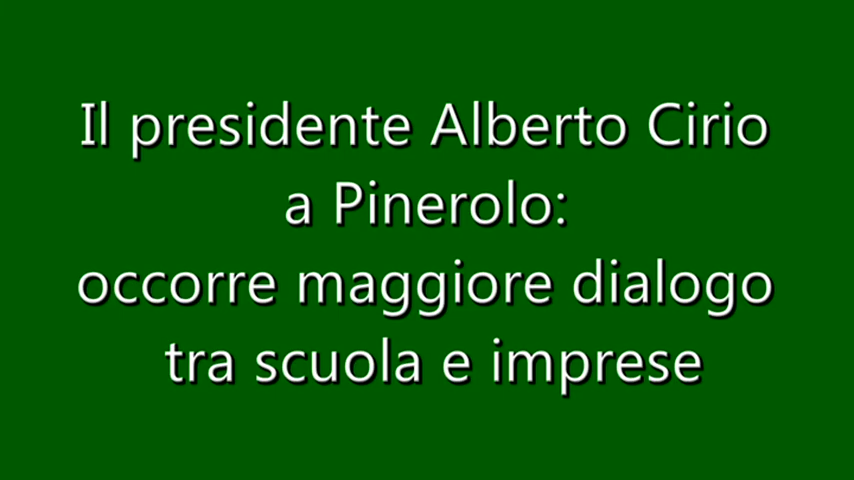 Il presidente Alberto Cirio
a Pinerolo:
occorre maggiore dialogo
tra scuola e imprese